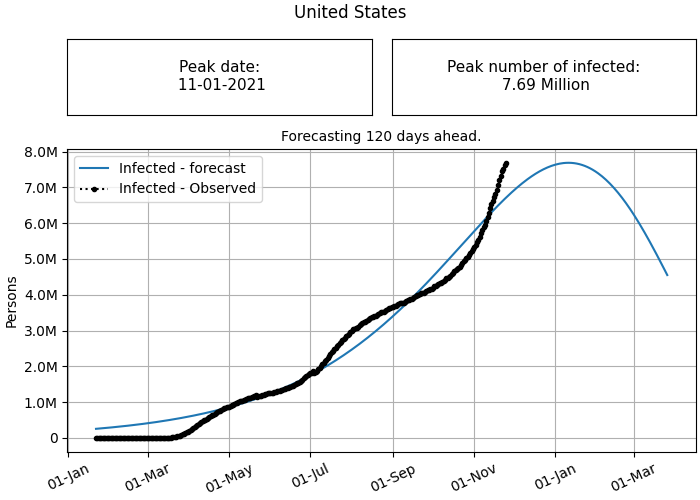 United States
Peak date:
11-01-2021
Peak number of infected:
7.69 Million
Forecasting 120 days ahead.
8.0M
7.0M
6.0M
5.0M
4.0M
3.0M
2.0M
1.0M
0
Persons
Infected - forecast
Infected - Observed
01-Jan
01-Mar
01-May
01-Jul
01-Sep
01-Nov
01-Jan
01-Mar